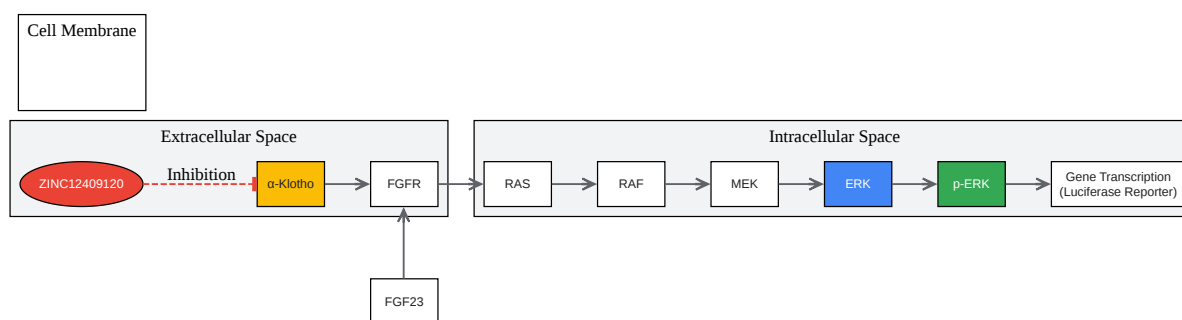 Cell Membrane
Extracellular Space
Intracellular Space
ZINC12409120
Inhibition
α-Klotho
FGFR
RAS
RAF
MEK
ERK
p-ERK
Gene Transcription
(Luciferase Reporter)
FGF23